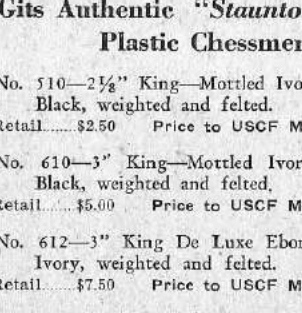 Gits Authentic "Staunto
Plastic Chessmen
No. 510—2⅛" King—Mottled Ivo
Black, weighted and felted.
Retail.......$2.50 Price to USCF M
No. 610—3" King—Mottled Ivor
Black, weighted and felted.
Retail.......$5.00 Price to USCF M
No. 612—3" King De Luxe Ebon
Ivory, weighted and felted.
Retail.......$7.50 Price to USCF M